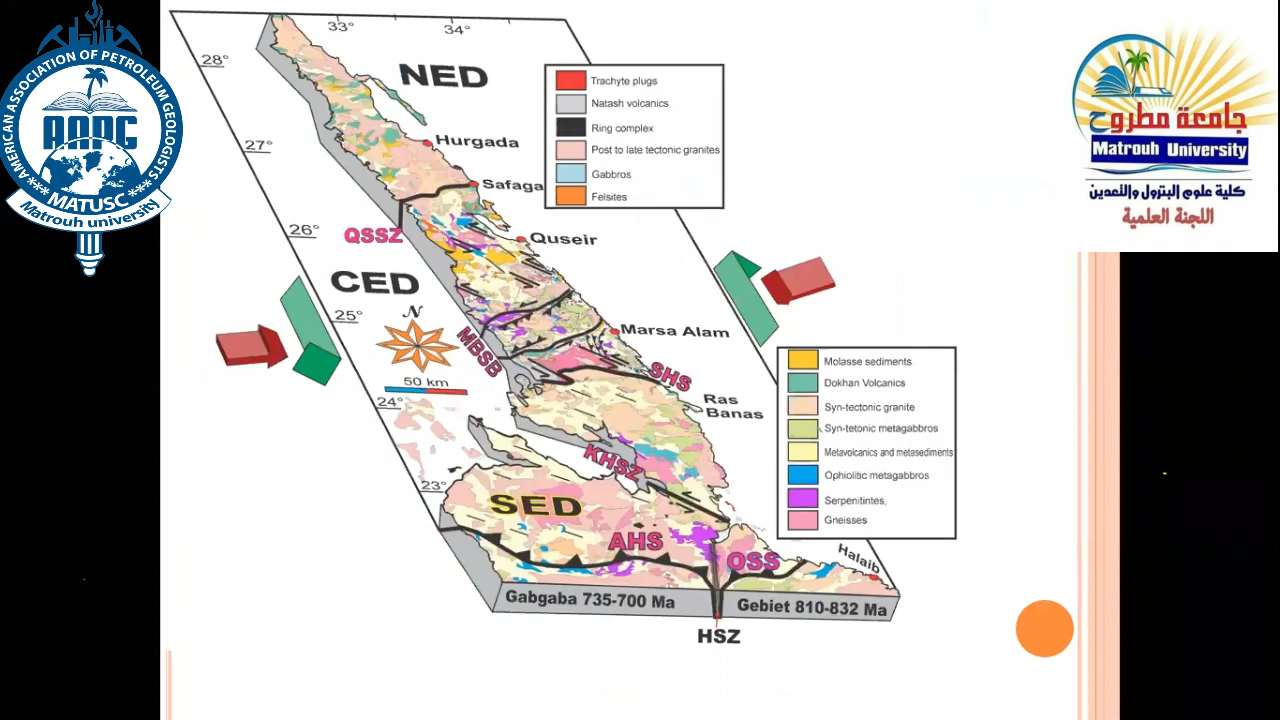 AMERICAN ASSOCIATION OF PETROLEUM GEOLOGISTS
AAPG
*** MATUSC ***
Matrouh university
جامعة مطروح
Matrouh University
كلية علوم البترول والتعدين
اللجنة العلمية
33°
34°
28°
NED
27°
Hurgada
Safaga
26°
QSSZ
Quseir
CED
25°
N
MBSB
Marsa Alam
50 km
SHS
24°
Ras
Banas
KHSZ
23°
SED
AHS
OSS
Halaib
Gabgaba 735-700 Ma
Gebiet 810-832 Ma
HSZ
Trachyte plugs
Natash volcanics
Ring complex
Post to late tectonic granites
Gabbros
Felsites
Molasse sediments
Dokhan Volcanics
Syn-tectonic granite
Syn-tetonic metagabbros
Metavolcanics and metasediments
Ophiolitic metagabbros
Serpenitintes,
Gneisses